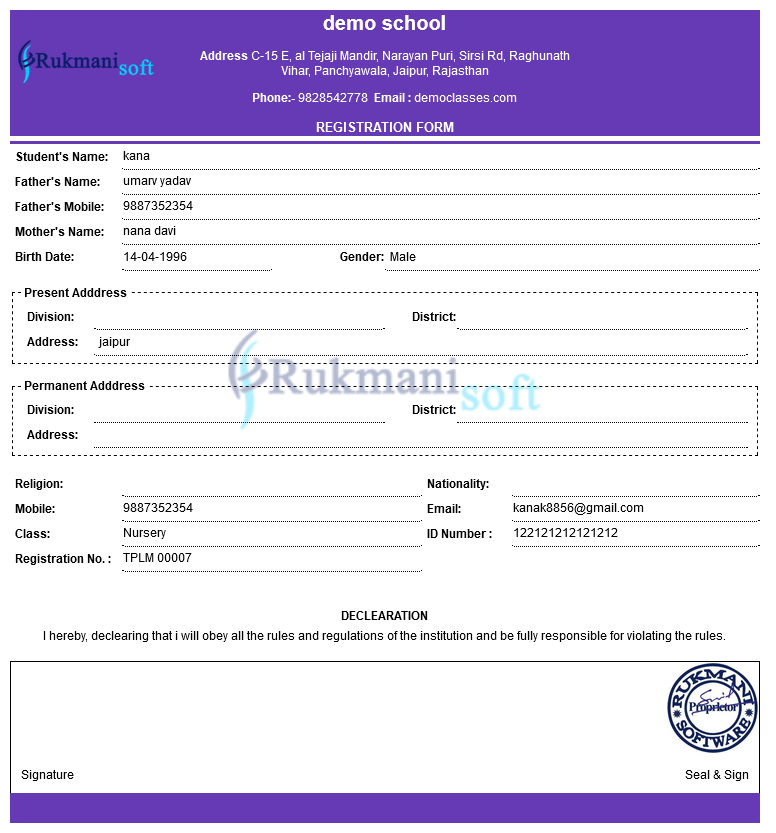 demo school
Rukmani soft
Address C-15 E, al Tejaji Mandir, Narayan Puri, Sirsi Rd, Raghunath
Vihar, Panchyawala, Jaipur, Rajasthan
Phone:- 9828542778 Email : democlasses.com
REGISTRATION FORM
Student's Name: kana
Father's Name: umarv yadav
Father's Mobile: 9887352354
Mother's Name: nana davi
Birth Date: 14-04-1996 Gender: Male
Present Adddress
Division: District:
Address: jaipur
Rukmani soft
Permanent Adddress
Division: District:
Address:
Religion: Nationality:
Mobile: 9887352354 Email: kanak8856@gmail.com
Class: Nursery ID Number : 122121212121212
Registration No. : TPLM 00007
DECLEARATION
I hereby, declearing that i will obey all the rules and regulations of the institution and be fully responsible for violating the rules.
RUKMANI
Proprietor
SOFTWARE
Signature Seal & Sign